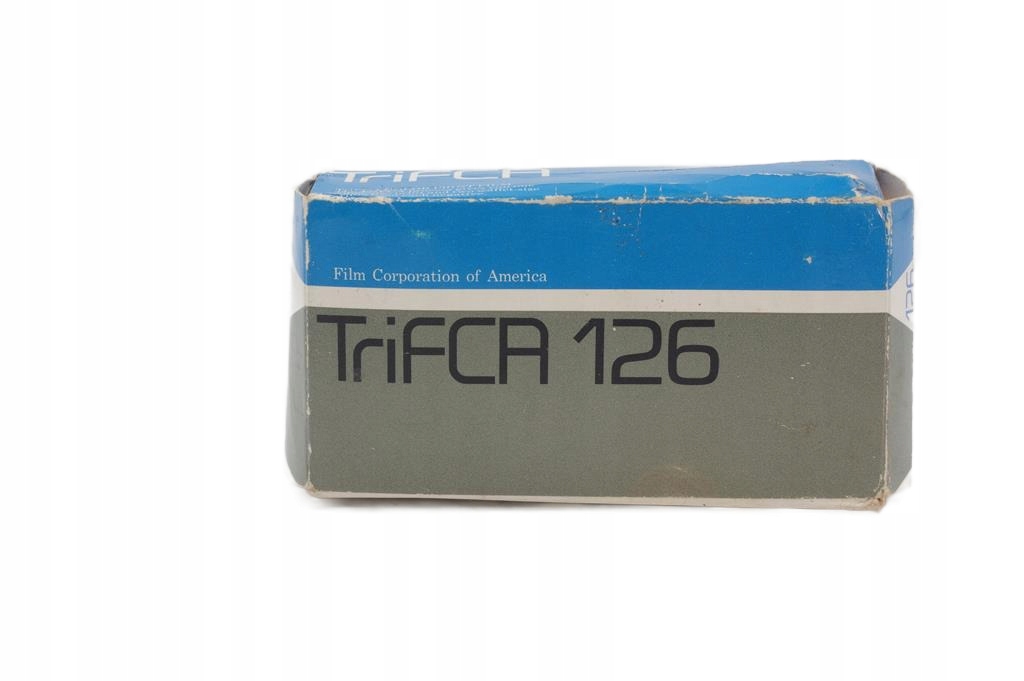 TriFCA
Film Corporation of America
TriFCA 126
126